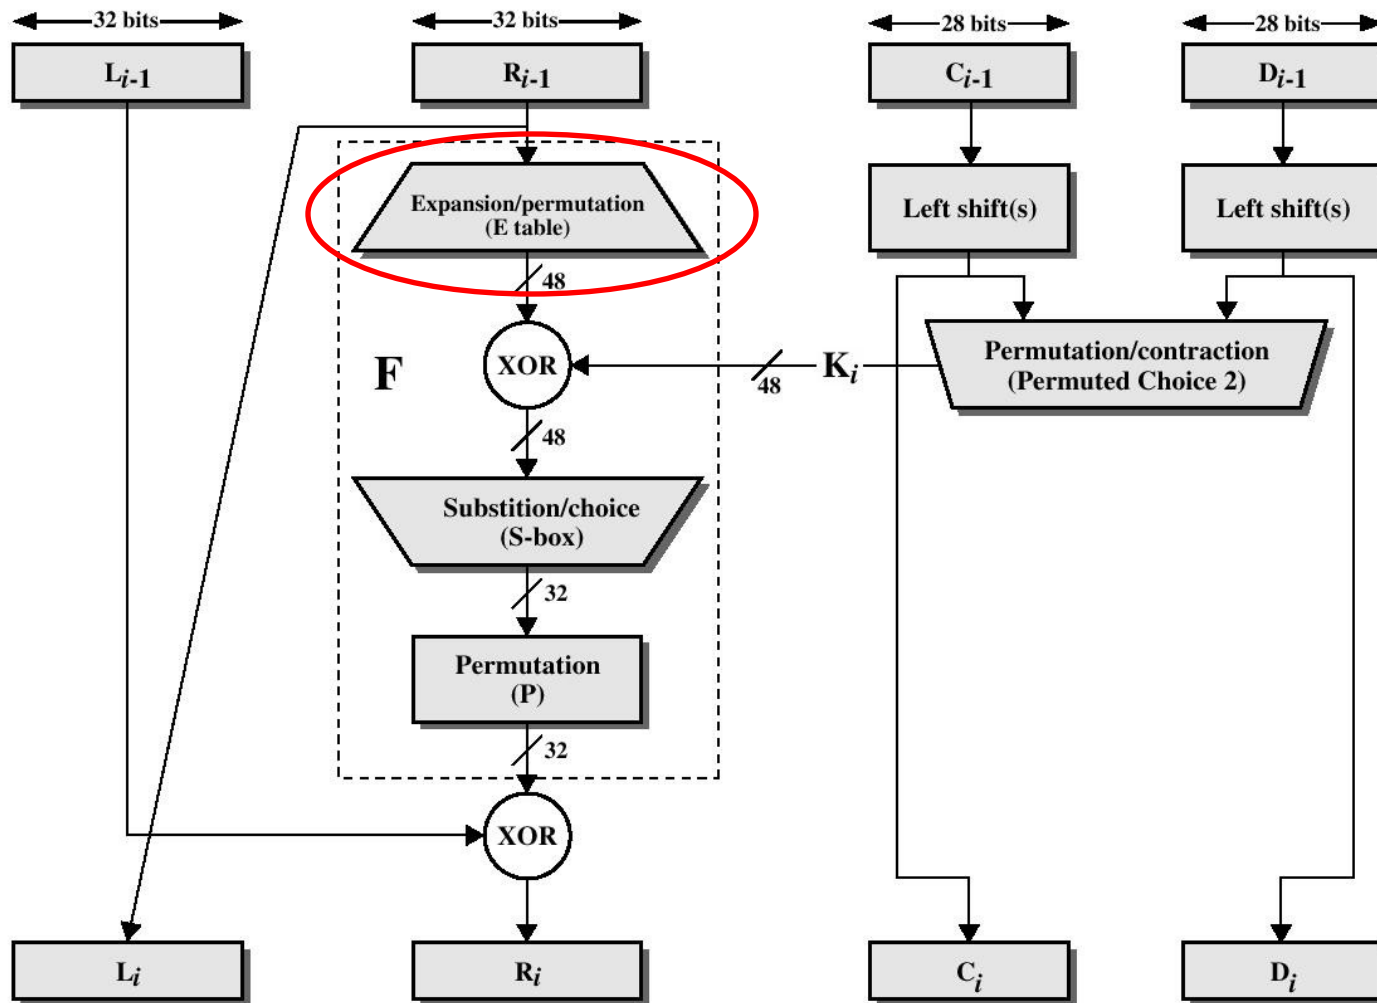 32 bits
32 bits
28 bits
28 bits
Li-1
Ri-1
Ci-1
Di-1
Expansion/permutation
(E table)
Left shift(s)
Left shift(s)
48
F
XOR
48
Ki
Permutation/contraction
(Permuted Choice 2)
48
Substition/choice
(S-box)
32
Permutation
(P)
32
XOR
Li
Ri
Ci
Di